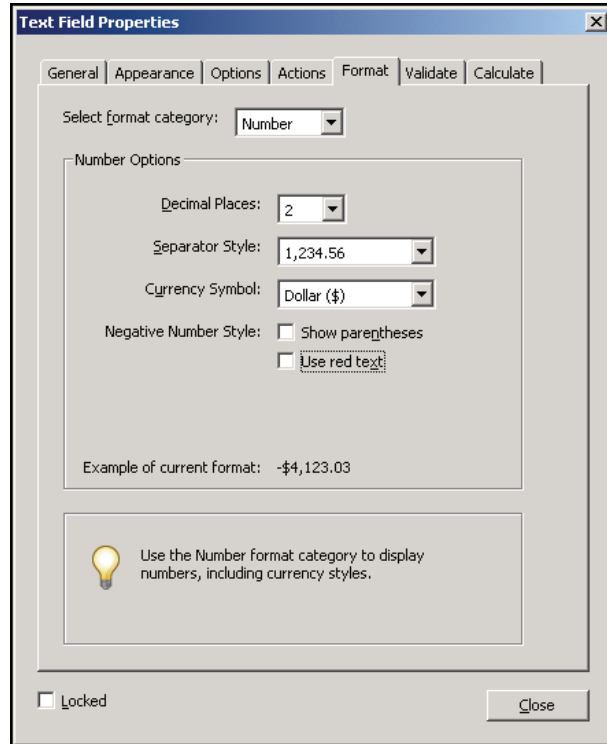 Text Field Properties
General Appearance Options Actions Format Validate Calculate
Select format category: Number
Number Options
Decimal Places: 2
Separator Style: 1,234.56
Currency Symbol: Dollar ($)
Negative Number Style: Show parentheses
Use red text
Example of current format: -$4,123.03
Use the Number format category to display
numbers, including currency styles.
Locked
Close